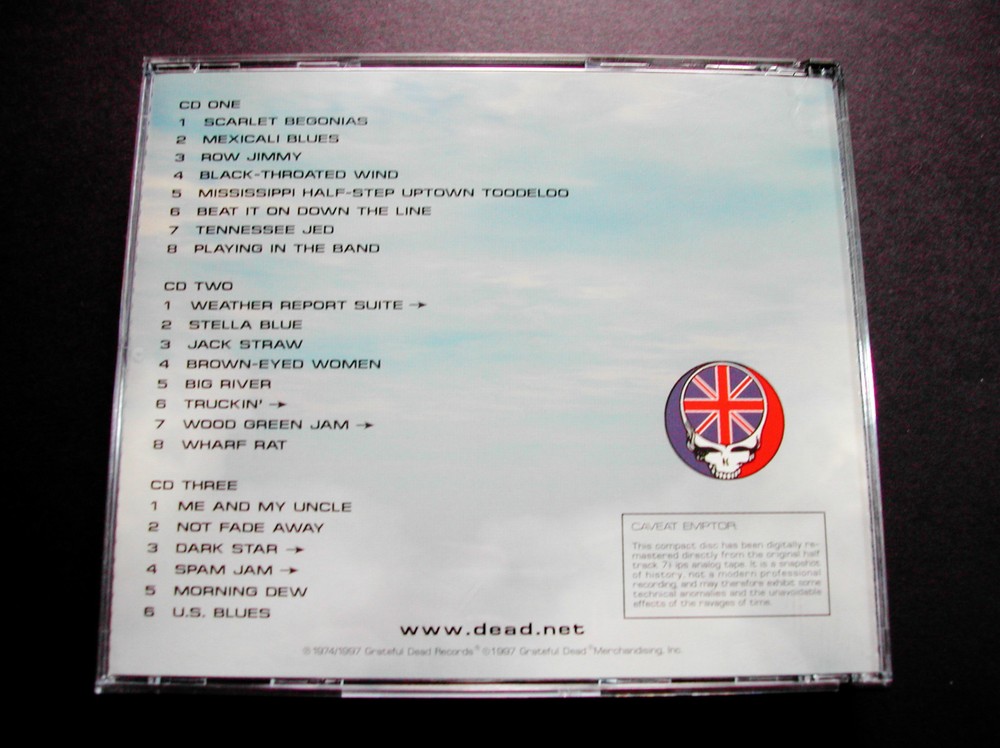 CD ONE
1 SCARLET BEGONIAS
2 MEXICALI BLUES
3 ROW JIMMY
4 BLACK-THROATED WIND
5 MISSISSIPPI HALF-STEP UPTOWN TOODELOO
6 BEAT IT ON DOWN THE LINE
7 TENNESSEE JED
8 PLAYING IN THE BAND
CD TWO
1 WEATHER REPORT SUITE →
2 STELLA BLUE
3 JACK STRAW
4 BROWN-EYED WOMEN
5 BIG RIVER
6 TRUCKIN' →
7 WOOD GREEN JAM →
8 WHARF RAT
CD THREE
1 ME AND MY UNCLE
2 NOT FADE AWAY
3 DARK STAR →
4 SPAM JAM →
5 MORNING DEW
6 U.S. BLUES
CAVEAT EMPTOR:
This compact disc has been digitally re-
mastered directly from the original half
track 7½ ips analog tape. It is a snapshot
of history, not a modern professional
recording, and may therefore exhibit some
technical anomalies and the unavoidable
effects of the ravages of time.
www.dead.net
℗1974/1997 Grateful Dead Records® ©1997 Grateful Dead® Merchandising, Inc.